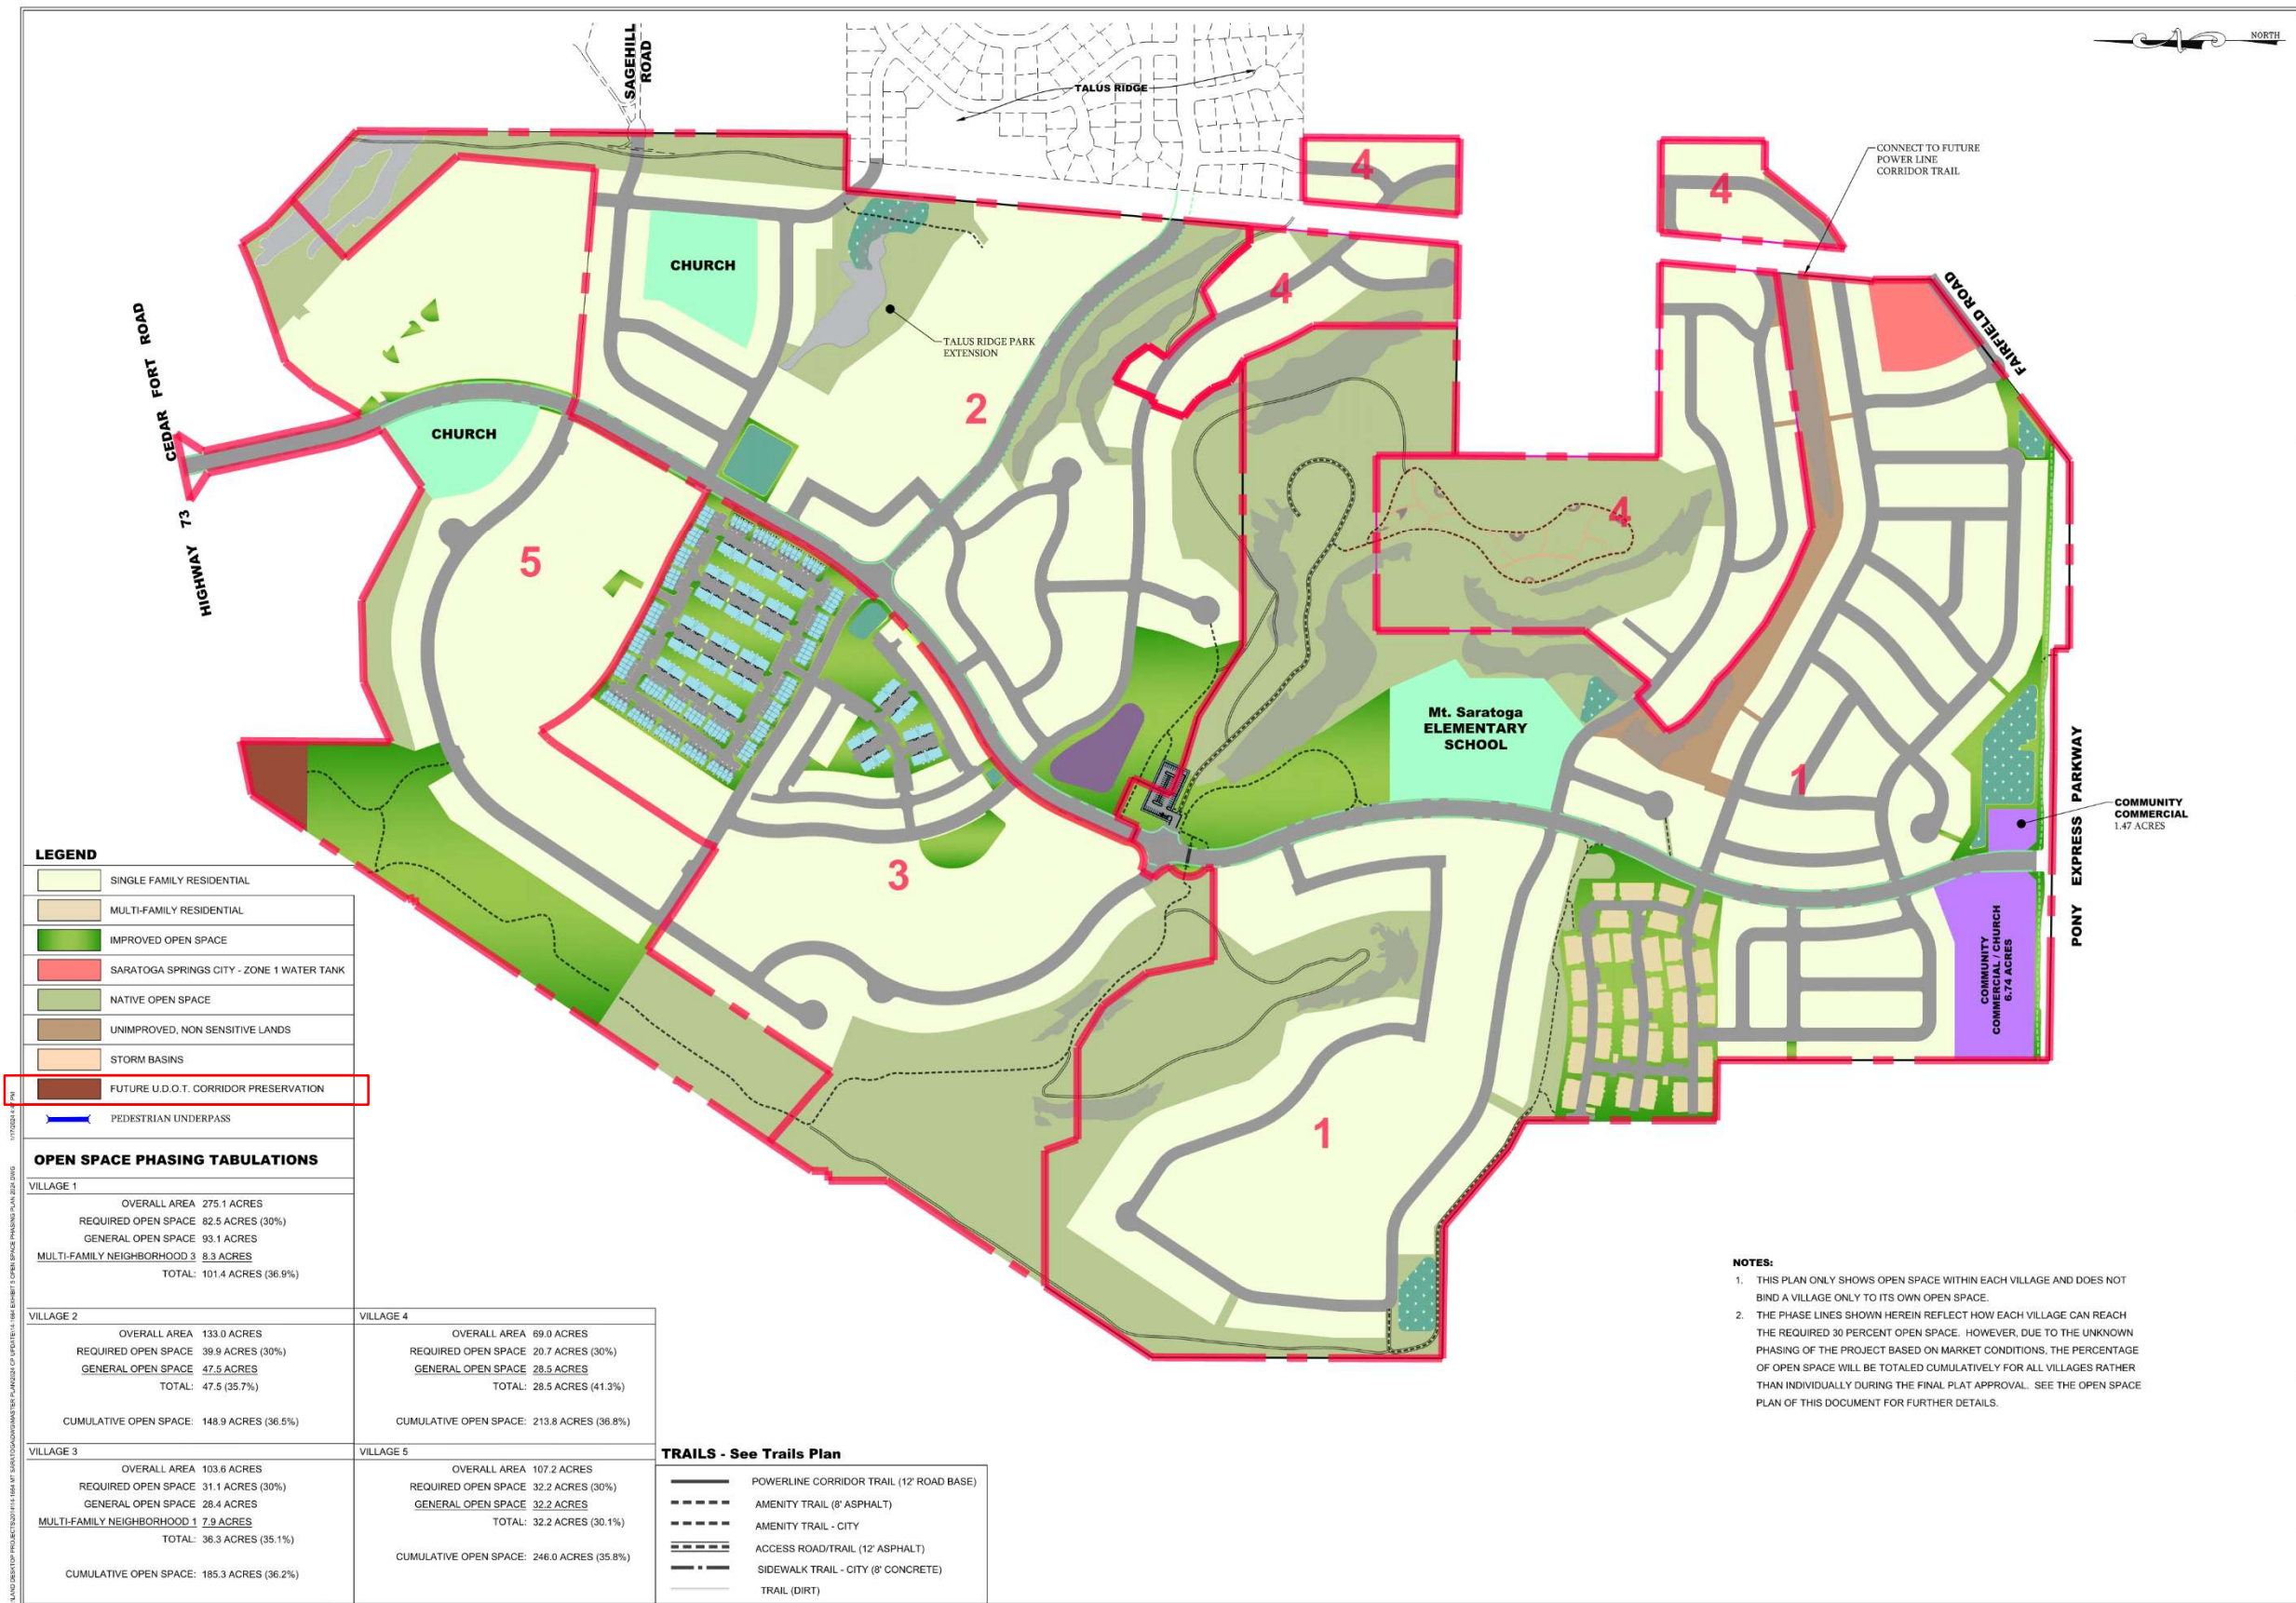 NORTH
SAGEHILL
ROAD
TALUS RIDGE
CONNECT TO FUTURE
POWER LINE
CORRIDOR TRAIL
4
4
CHURCH
4
FAIRFIELD ROAD
TALUS RIDGE PARK
EXTENSION
CEDAR FORT ROAD
HIGHWAY 73
2
CHURCH
4
5
Mt. Saratoga
ELEMENTARY
SCHOOL
1
COMMUNITY
COMMERCIAL
1.47 ACRES
PONY EXPRESS PARKWAY
3
COMMUNITY
COMMERCIAL / CHURCH
6.74 ACRES
1
LEGEND
SINGLE FAMILY RESIDENTIAL
MULTI-FAMILY RESIDENTIAL
IMPROVED OPEN SPACE
SARATOGA SPRINGS CITY - ZONE 1 WATER TANK
NATIVE OPEN SPACE
UNIMPROVED, NON SENSITIVE LANDS
STORM BASINS
FUTURE U.D.O.T. CORRIDOR PRESERVATION
PEDESTRIAN UNDERPASS
OPEN SPACE PHASING TABULATIONS
VILLAGE 1
OVERALL AREA 275.1 ACRES
REQUIRED OPEN SPACE 82.5 ACRES (30%)
GENERAL OPEN SPACE 93.1 ACRES
MULTI-FAMILY NEIGHBORHOOD 3 8.3 ACRES
TOTAL: 101.4 ACRES (36.9%)
VILLAGE 2
OVERALL AREA 133.0 ACRES
REQUIRED OPEN SPACE 39.9 ACRES (30%)
GENERAL OPEN SPACE 47.5 ACRES
TOTAL: 47.5 (35.7%)
CUMULATIVE OPEN SPACE: 148.9 ACRES (36.5%)
VILLAGE 4
OVERALL AREA 69.0 ACRES
REQUIRED OPEN SPACE 20.7 ACRES (30%)
GENERAL OPEN SPACE 28.5 ACRES
TOTAL: 28.5 ACRES (41.3%)
CUMULATIVE OPEN SPACE: 213.8 ACRES (36.8%)
VILLAGE 3
OVERALL AREA 103.6 ACRES
REQUIRED OPEN SPACE 31.1 ACRES (30%)
GENERAL OPEN SPACE 28.4 ACRES
MULTI-FAMILY NEIGHBORHOOD 1 7.9 ACRES
TOTAL: 36.3 ACRES (35.1%)
CUMULATIVE OPEN SPACE: 185.3 ACRES (36.2%)
VILLAGE 5
OVERALL AREA 107.2 ACRES
REQUIRED OPEN SPACE 32.2 ACRES (30%)
GENERAL OPEN SPACE 32.2 ACRES
TOTAL: 32.2 ACRES (30.1%)
CUMULATIVE OPEN SPACE: 246.0 ACRES (35.8%)
TRAILS - See Trails Plan
POWERLINE CORRIDOR TRAIL (12' ROAD BASE)
AMENITY TRAIL (8' ASPHALT)
AMENITY TRAIL - CITY
ACCESS ROAD/TRAIL (12' ASPHALT)
SIDEWALK TRAIL - CITY (8' CONCRETE)
TRAIL (DIRT)
NOTES:
1. THIS PLAN ONLY SHOWS OPEN SPACE WITHIN EACH VILLAGE AND DOES NOT
BIND A VILLAGE ONLY TO ITS OWN OPEN SPACE.
2. THE PHASE LINES SHOWN HEREIN REFLECT HOW EACH VILLAGE CAN REACH
THE REQUIRED 30 PERCENT OPEN SPACE. HOWEVER, DUE TO THE UNKNOWN
PHASING OF THE PROJECT BASED ON MARKET CONDITIONS, THE PERCENTAGE
OF OPEN SPACE WILL BE TOTALED CUMULATIVELY FOR ALL VILLAGES RATHER
THAN INDIVIDUALLY DURING THE FINAL PLAT APPROVAL. SEE THE OPEN SPACE
PLAN OF THIS DOCUMENT FOR FURTHER DETAILS.